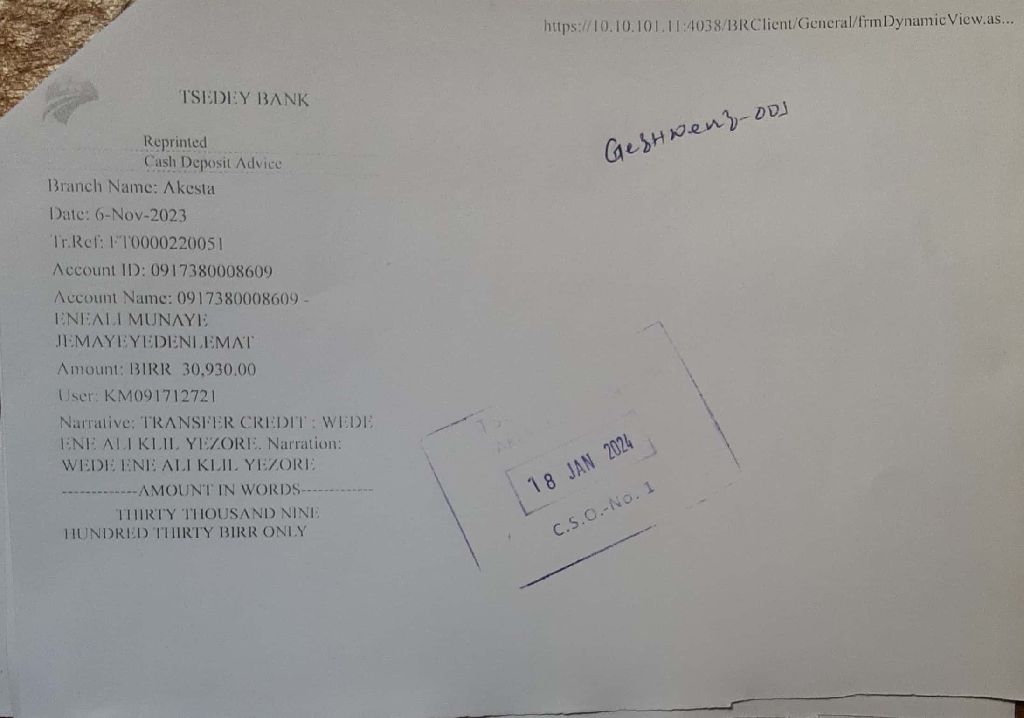 https://10.10.101.11:4038/BRClient/General/frmDynamicView.as...
TSEDEY BANK
Reprinted
Cash Deposit Advice
Branch Name: Akesta
Date: 6-Nov-2023
Tr.Ref: FT0000220051
Account ID: 0917380008609
Account Name: 0917380008609 -
ENEALI MUNAYE
JEMAYEYEDENLEMAT
Amount: BIRR 30,930.00
User: KM091712721
Narrative: TRANSFER CREDIT : WEDE
ENE ALI KLIL YEZORE. Narration:
WEDE ENE ALI KLIL YEZORE
-------------AMOUNT IN WORDS-------------
THIRTY THOUSAND NINE
HUNDRED THIRTY BIRR ONLY
18 JAN 2024
C.S.O.-No. 1